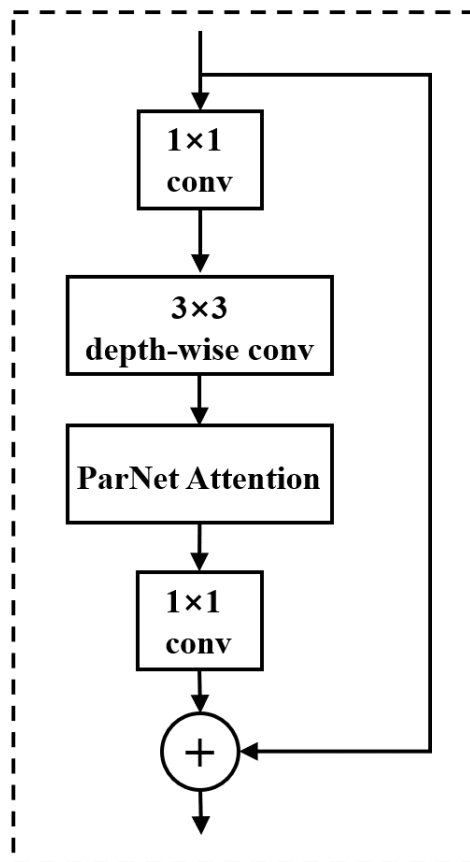 1×1
conv
3×3
depth-wise conv
ParNet Attention
1×1
conv
+